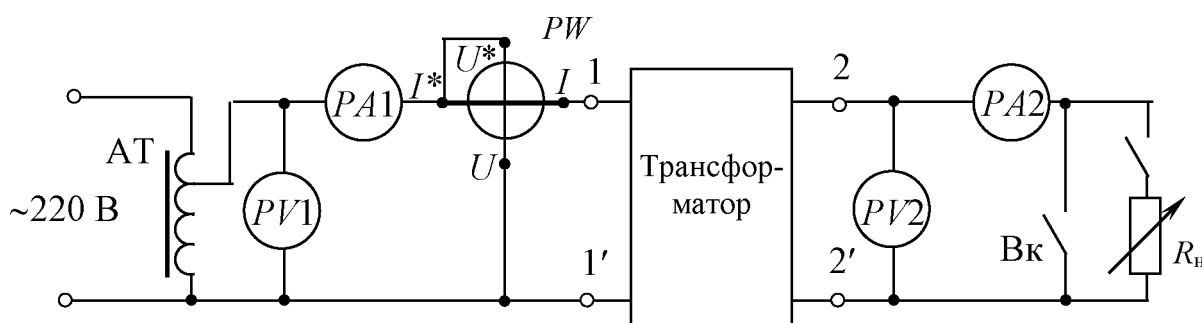 PW
U*
I*
I
1
2
PA1
PA2
АТ
U
Трансфор-
матор
~220 В
PV1
PV2
Вк
Rн
1′
2′